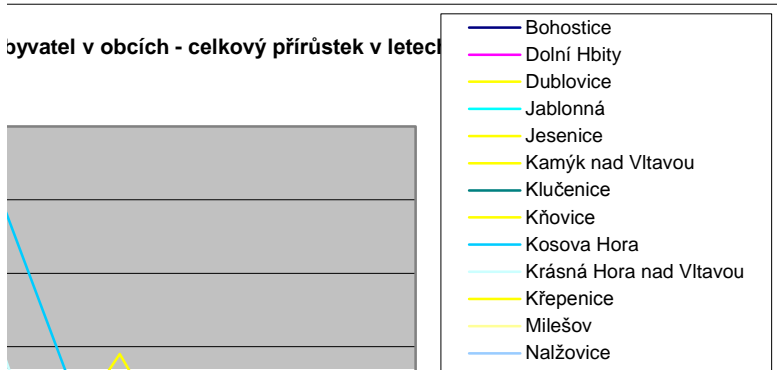 byvatel v obcích - celkový přírůstek v letech
Bohostice
Dolní Hbity
Dublovice
Jablonná
Jesenice
Kamýk nad Vltavou
Klučenice
Kňovice
Kosova Hora
Krásná Hora nad Vltavou
Křepenice
Milešov
Nalžovice